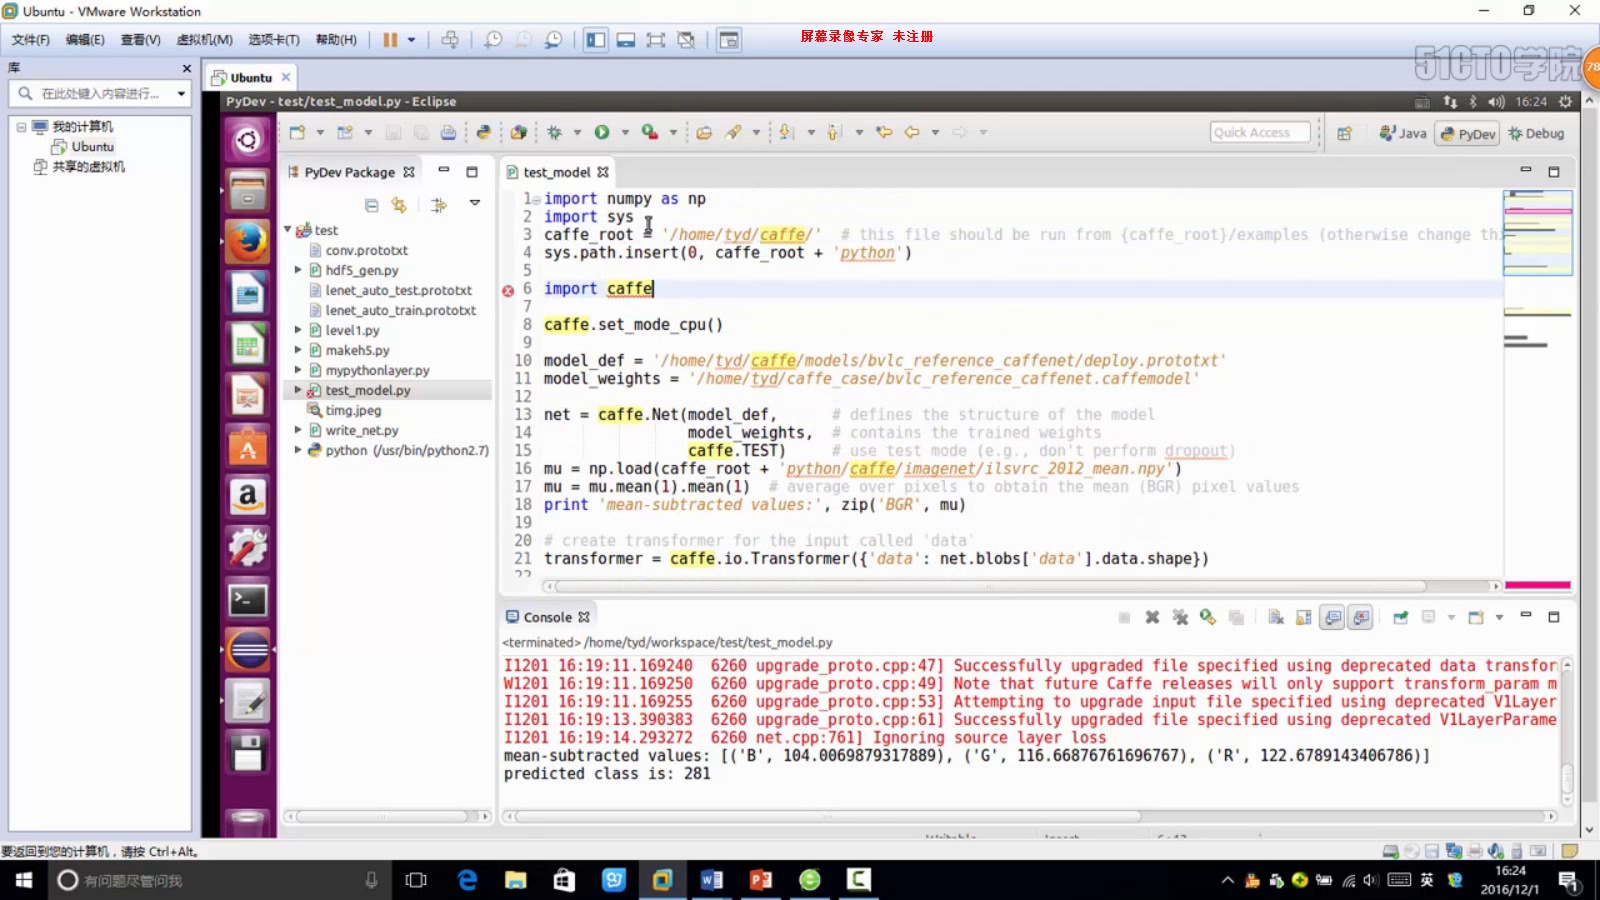 Ubuntu - VMware Workstation
文件(F) 编辑(E) 查看(V) 虚拟机(M) 选项卡(T) 帮助(H)
屏幕录像专家 未注册
51CTO学院
78
库
在此处键入内容进行...
我的计算机
Ubuntu
共享的虚拟机
Ubuntu
PyDev - test/test_model.py - Eclipse
16:24
Quick Access
Java
PyDev
Debug
PyDev Package
test
conv.prototxt
hdf5_gen.py
lenet_auto_test.prototxt
lenet_auto_train.prototxt
level1.py
makeh5.py
mypythonlayer.py
test_model.py
timg.jpeg
write_net.py
python (/usr/bin/python2.7)
test_model
1 import numpy as np
2 import sys
3 caffe_root = '/home/tyd/caffe/' # this file should be run from {caffe_root}/examples (otherwise change thi
4 sys.path.insert(0, caffe_root + 'python')
5
6 import caffe
7
8 caffe.set_mode_cpu()
9
10 model_def = '/home/tyd/caffe/models/bvlc_reference_caffenet/deploy.prototxt'
11 model_weights = '/home/tyd/caffe_case/bvlc_reference_caffenet.caffemodel'
12
13 net = caffe.Net(model_def, # defines the structure of the model
14 model_weights, # contains the trained weights
15 caffe.TEST) # use test mode (e.g., don't perform dropout)
16 mu = np.load(caffe_root + 'python/caffe/imagenet/ilsvrc_2012_mean.npy')
17 mu = mu.mean(1).mean(1) # average over pixels to obtain the mean (BGR) pixel values
18 print 'mean-subtracted values:', zip('BGR', mu)
19
20 # create transformer for the input called 'data'
21 transformer = caffe.io.Transformer({'data': net.blobs['data'].data.shape})
22
Console
<terminated> /home/tyd/workspace/test/test_model.py
I1201 16:19:11.169240 6260 upgrade_proto.cpp:47] Successfully upgraded file specified using deprecated data transfor
W1201 16:19:11.169250 6260 upgrade_proto.cpp:49] Note that future Caffe releases will only support transform_param m
I1201 16:19:11.169255 6260 upgrade_proto.cpp:53] Attempting to upgrade input file specified using deprecated V1Layer
I1201 16:19:13.390383 6260 upgrade_proto.cpp:61] Successfully upgraded file specified using deprecated V1LayerParame
I1201 16:19:14.293272 6260 net.cpp:761] Ignoring source layer loss
mean-subtracted values: [('B', 104.0069879317889), ('G', 116.66876761696767), ('R', 122.6789143406786)]
predicted class is: 281
要返回到您的计算机，请按 Ctrl+Alt。
有问题尽管问我
英
16:24
2016/12/1
1